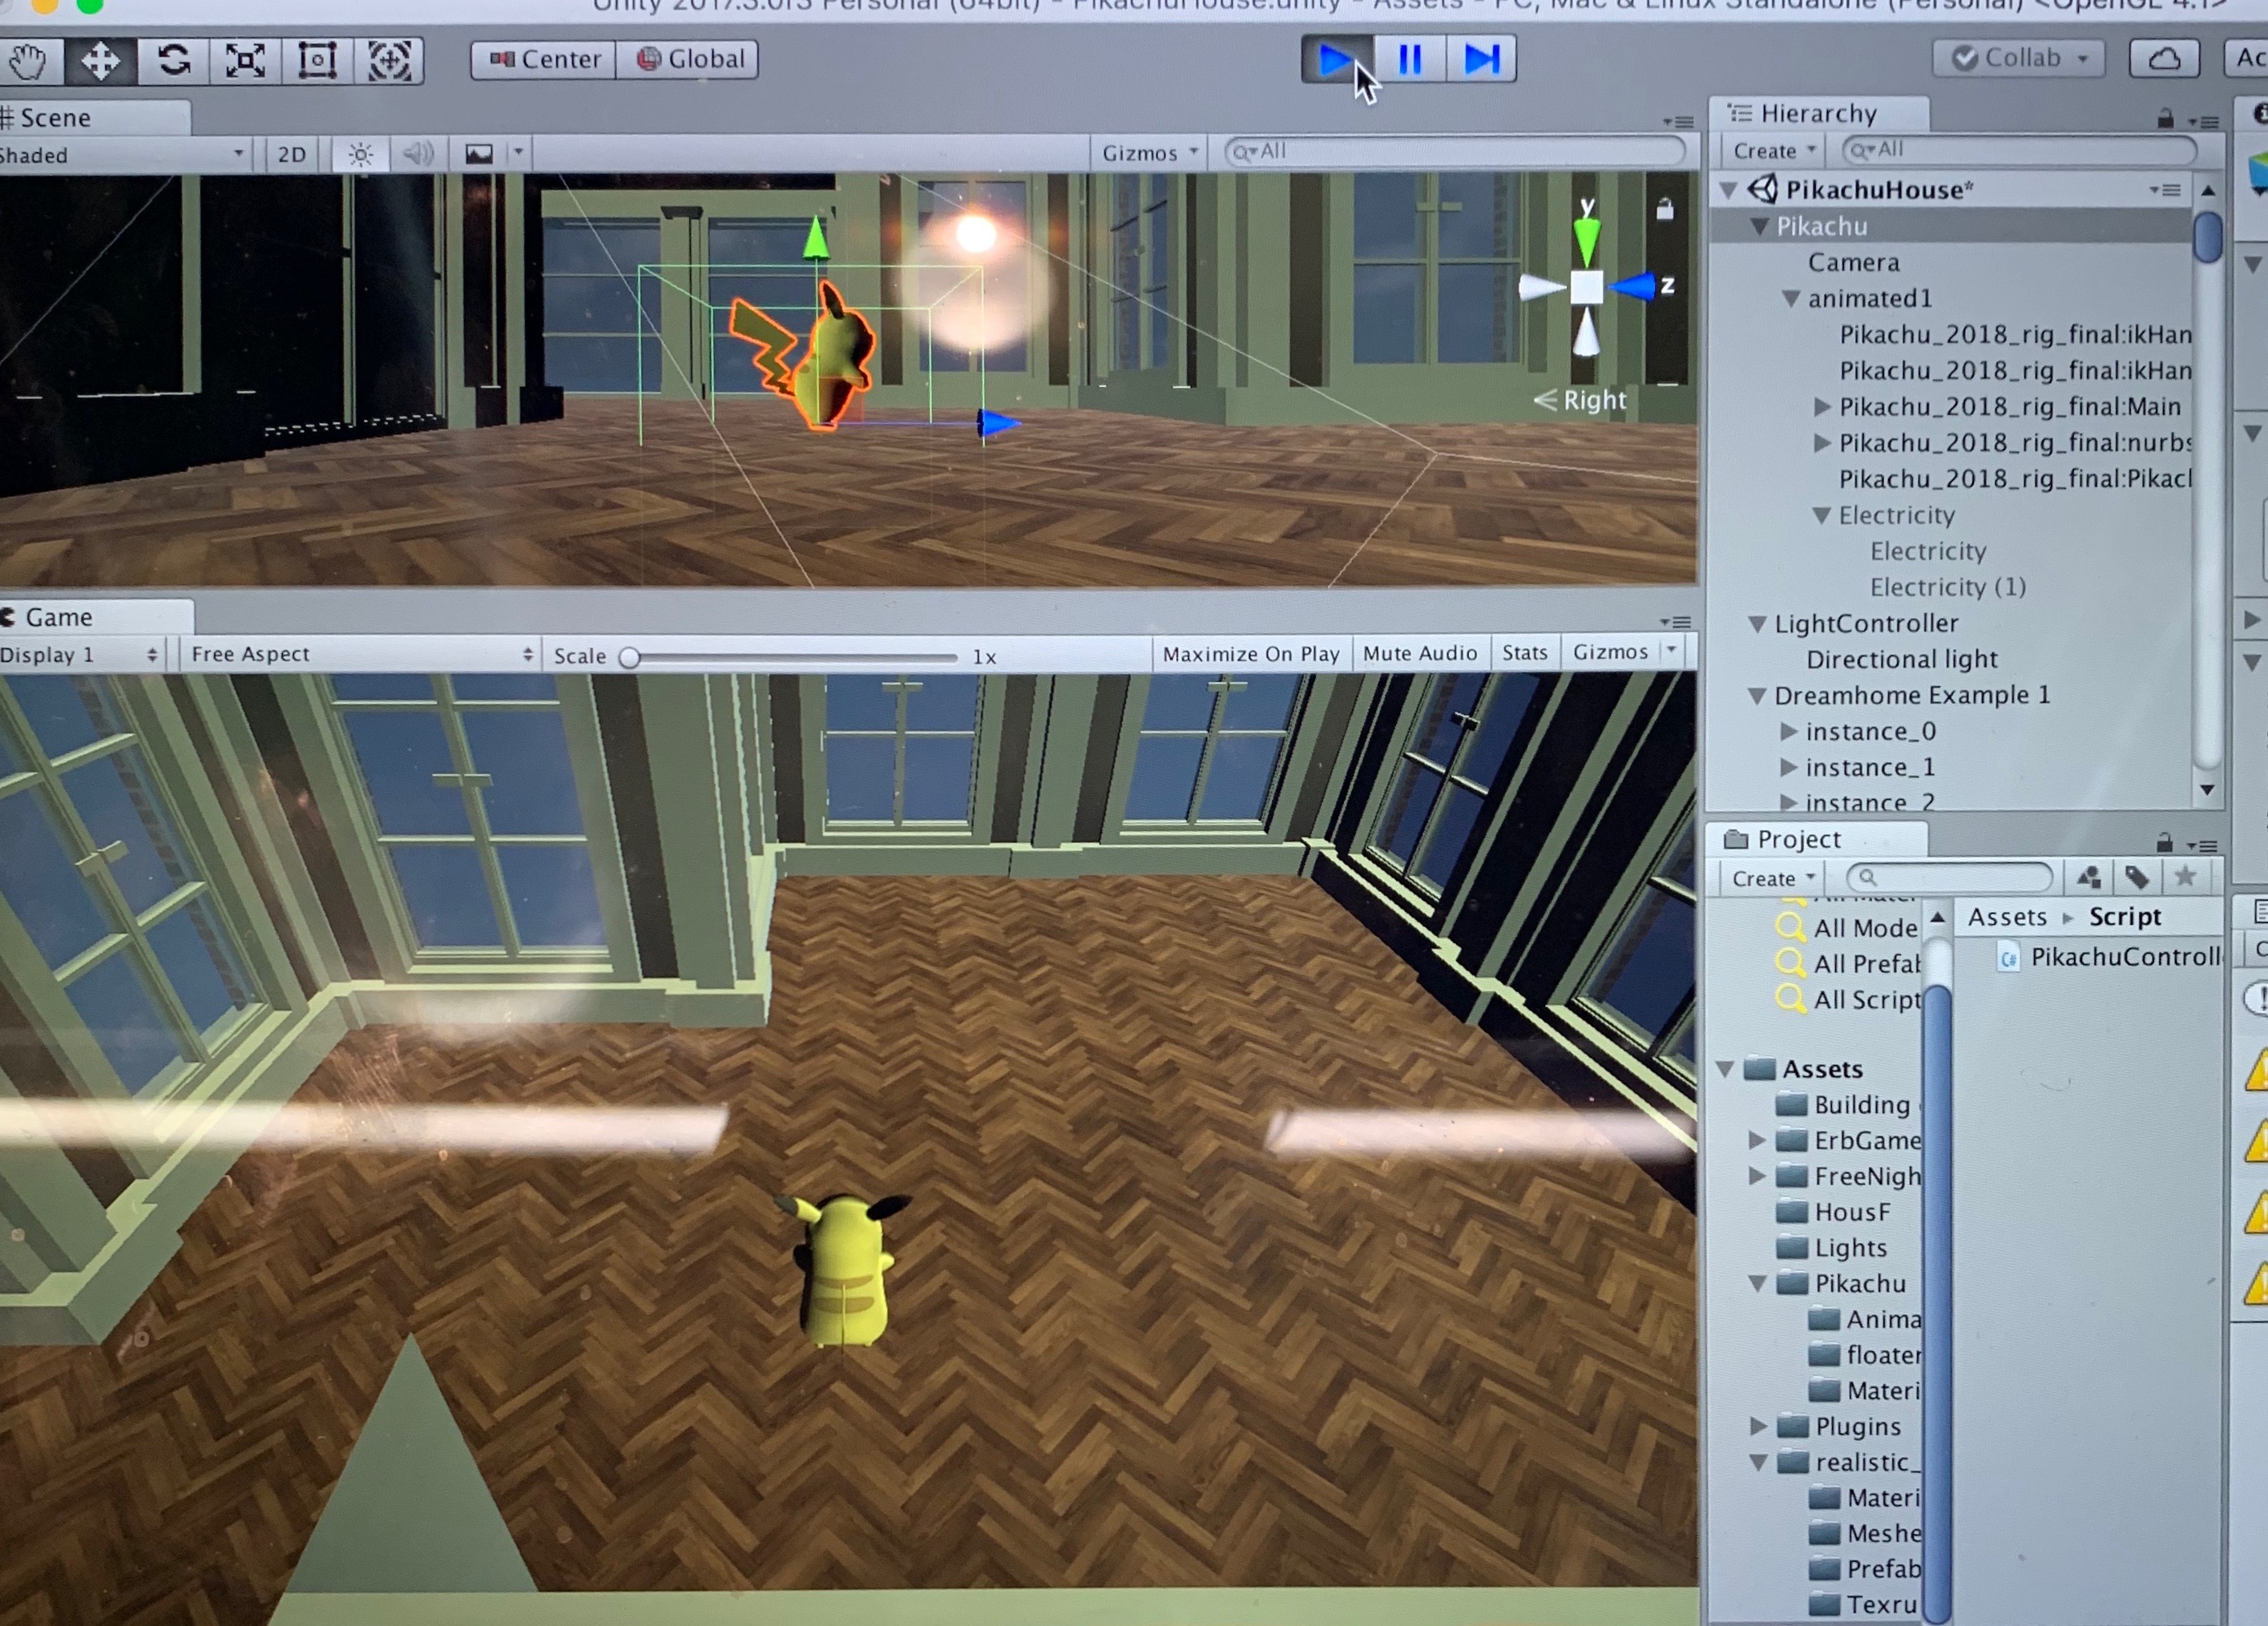 Unity 2017.3.0f3 Personal (64bit) - PikachuHouse.unity - Assets - PC, Mac & Linux Standalone (Personal) <OpenGL 4.1>
Center
Global
Collab
Ac
Scene
Shaded
2D
Gizmos
All
y
z
Right
Game
Display 1
Free Aspect
Scale
1x
Maximize On Play
Mute Audio
Stats
Gizmos
Hierarchy
Create
All
PikachuHouse*
Pikachu
Camera
animated1
Pikachu_2018_rig_final:ikHan
Pikachu_2018_rig_final:ikHan
Pikachu_2018_rig_final:Main
Pikachu_2018_rig_final:nurbs
Pikachu_2018_rig_final:Pikacl
Electricity
Electricity
Electricity (1)
LightController
Directional light
Dreamhome Example 1
instance_0
instance_1
instance_2
Project
Create
All Mode
All Prefab
All Script
Assets
Building
ErbGame
FreeNigh
HousF
Lights
Pikachu
Anima
floater
Materi
Plugins
realistic_
Materi
Meshe
Prefab
Texru
Assets ▸ Script
C#
PikachuControll